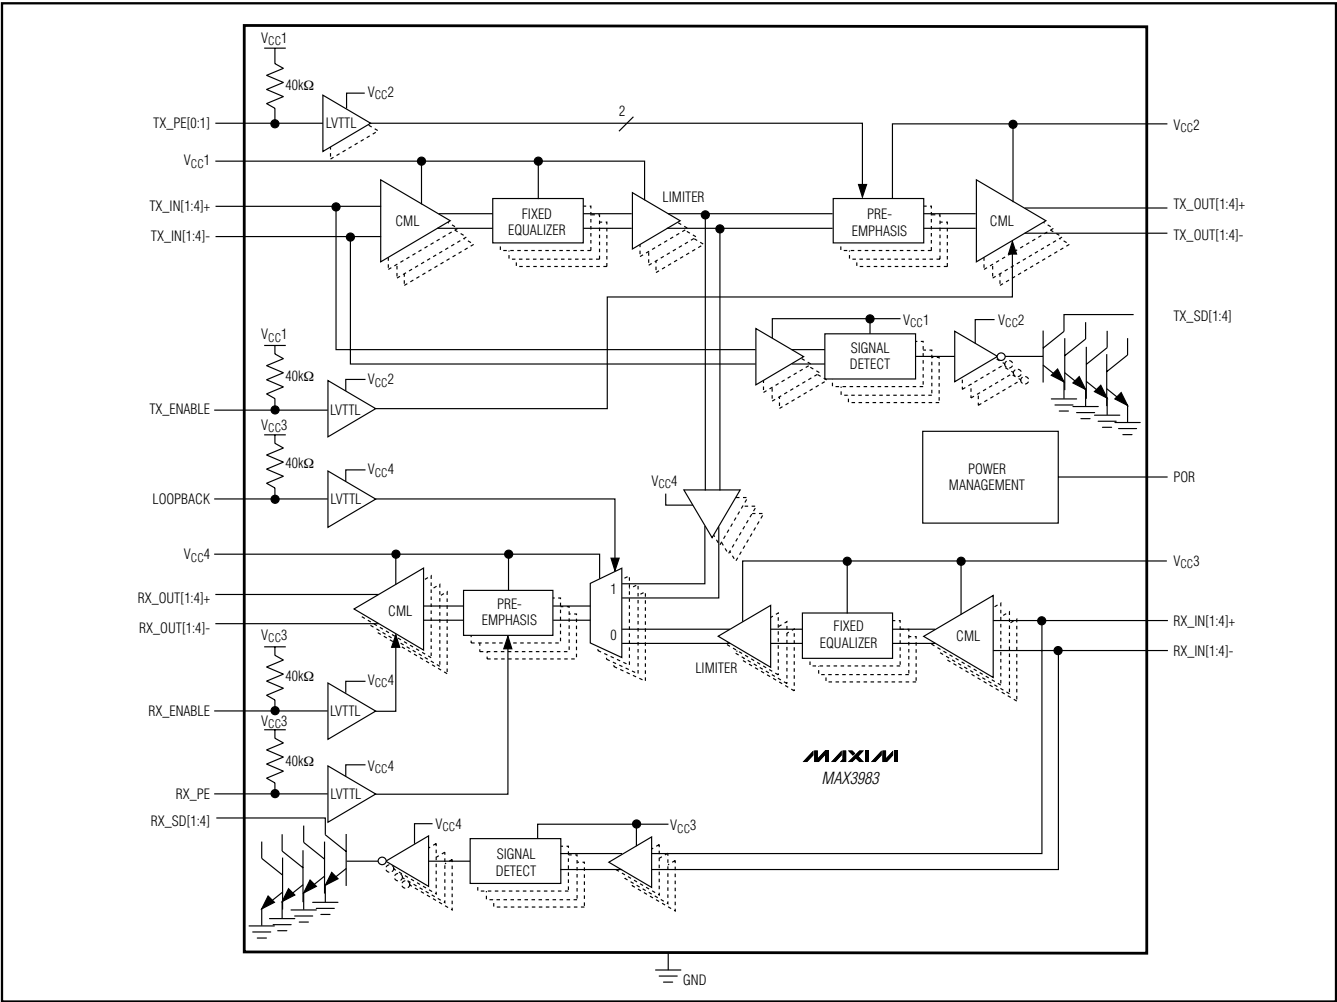 VCC1
40kΩ
TX_PE[0:1]
LVTTL
VCC2
2
VCC2
VCC1
TX_IN[1:4]+
TX_IN[1:4]-
CML
FIXED
EQUALIZER
LIMITER
PRE-
EMPHASIS
CML
TX_OUT[1:4]+
TX_OUT[1:4]-
VCC1
40kΩ
TX_ENABLE
LVTTL
VCC2
VCC1
SIGNAL
DETECT
VCC2
TX_SD[1:4]
VCC3
40kΩ
LOOPBACK
LVTTL
VCC4
VCC4
POWER
MANAGEMENT
POR
VCC4
RX_OUT[1:4]+
RX_OUT[1:4]-
CML
PRE-
EMPHASIS
1
0
LIMITER
FIXED
EQUALIZER
CML
VCC3
RX_IN[1:4]+
RX_IN[1:4]-
VCC3
40kΩ
RX_ENABLE
LVTTL
VCC4
VCC3
40kΩ
RX_PE
LVTTL
VCC4
MAXIM
MAX3983
RX_SD[1:4]
VCC4
SIGNAL
DETECT
VCC3
GND